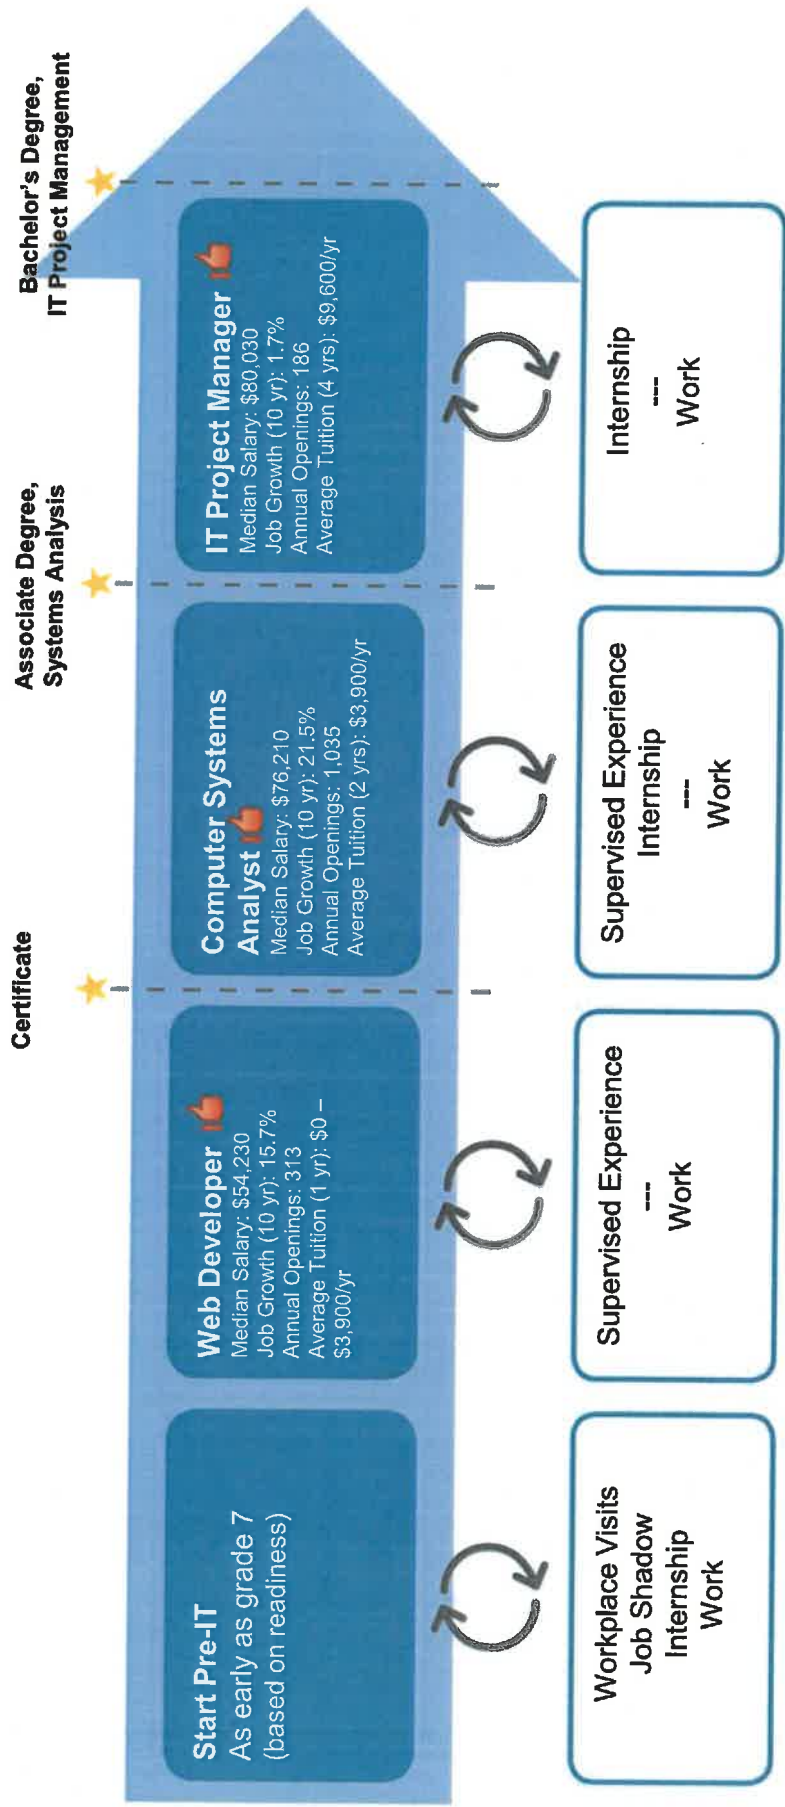 Certificate
Associate Degree,
Systems Analysis
Bachelor's Degree,
IT Project Management
Start Pre-IT
As early as grade 7
(based on readiness)
Web Developer
Median Salary: $54,230
Job Growth (10 yr): 15.7%
Annual Openings: 313
Average Tuition (1 yr): $0 –
$3,900/yr
Computer Systems
Analyst
Median Salary: $76,210
Job Growth (10 yr): 21.5%
Annual Openings: 1,035
Average Tuition (2 yrs): $3,900/yr
IT Project Manager
Median Salary: $80,030
Job Growth (10 yr): 1.7%
Annual Openings: 186
Average Tuition (4 yrs): $9,600/yr
Workplace Visits
Job Shadow
Internship
Work
Supervised Experience
---
Work
Supervised Experience
Internship
---
Work
Internship
---
Work